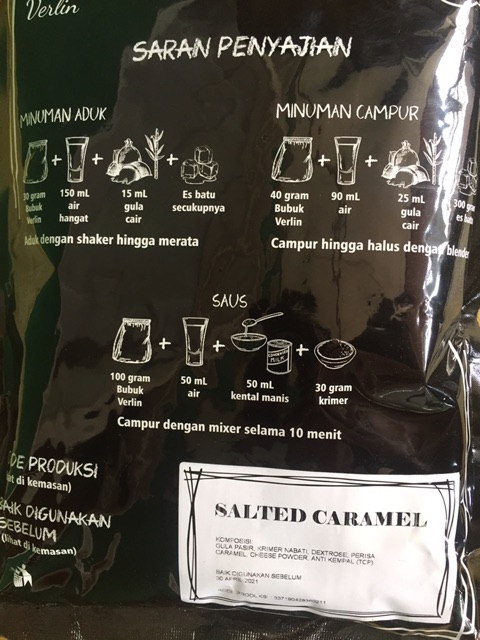 Verlin
SARAN PENYAJIAN
MINUMAN ADUK
30 gram Bubuk Verlin + 150 mL air hangat + 15 mL gula cair + Es batu secukupnya
Aduk dengan shaker hingga merata
MINUMAN CAMPUR
40 gram Bubuk Verlin + 90 mL air + 25 mL gula cair + 300 gram es batu
Campur hingga halus dengan blender
SAUS
CONDENSED MILK
100 gram Bubuk Verlin + 50 mL air + 50 mL kental manis + 30 gram krimer
Campur dengan mixer selama 10 menit
DE PRODUKSI
at di kemasan)
BAIK DIGUNAKAN
SEBELUM
(lihat di kemasan)
SALTED CARAMEL
KOMPOSISI:
GULA PASIR, KRIMER NABATI, DEXTROSE, PERISA
CARAMEL, CHEESE POWDER, ANTI KEMPAL (TCP)
BAIK DIGUNAKAN SEBELUM
30 APRIL 2021